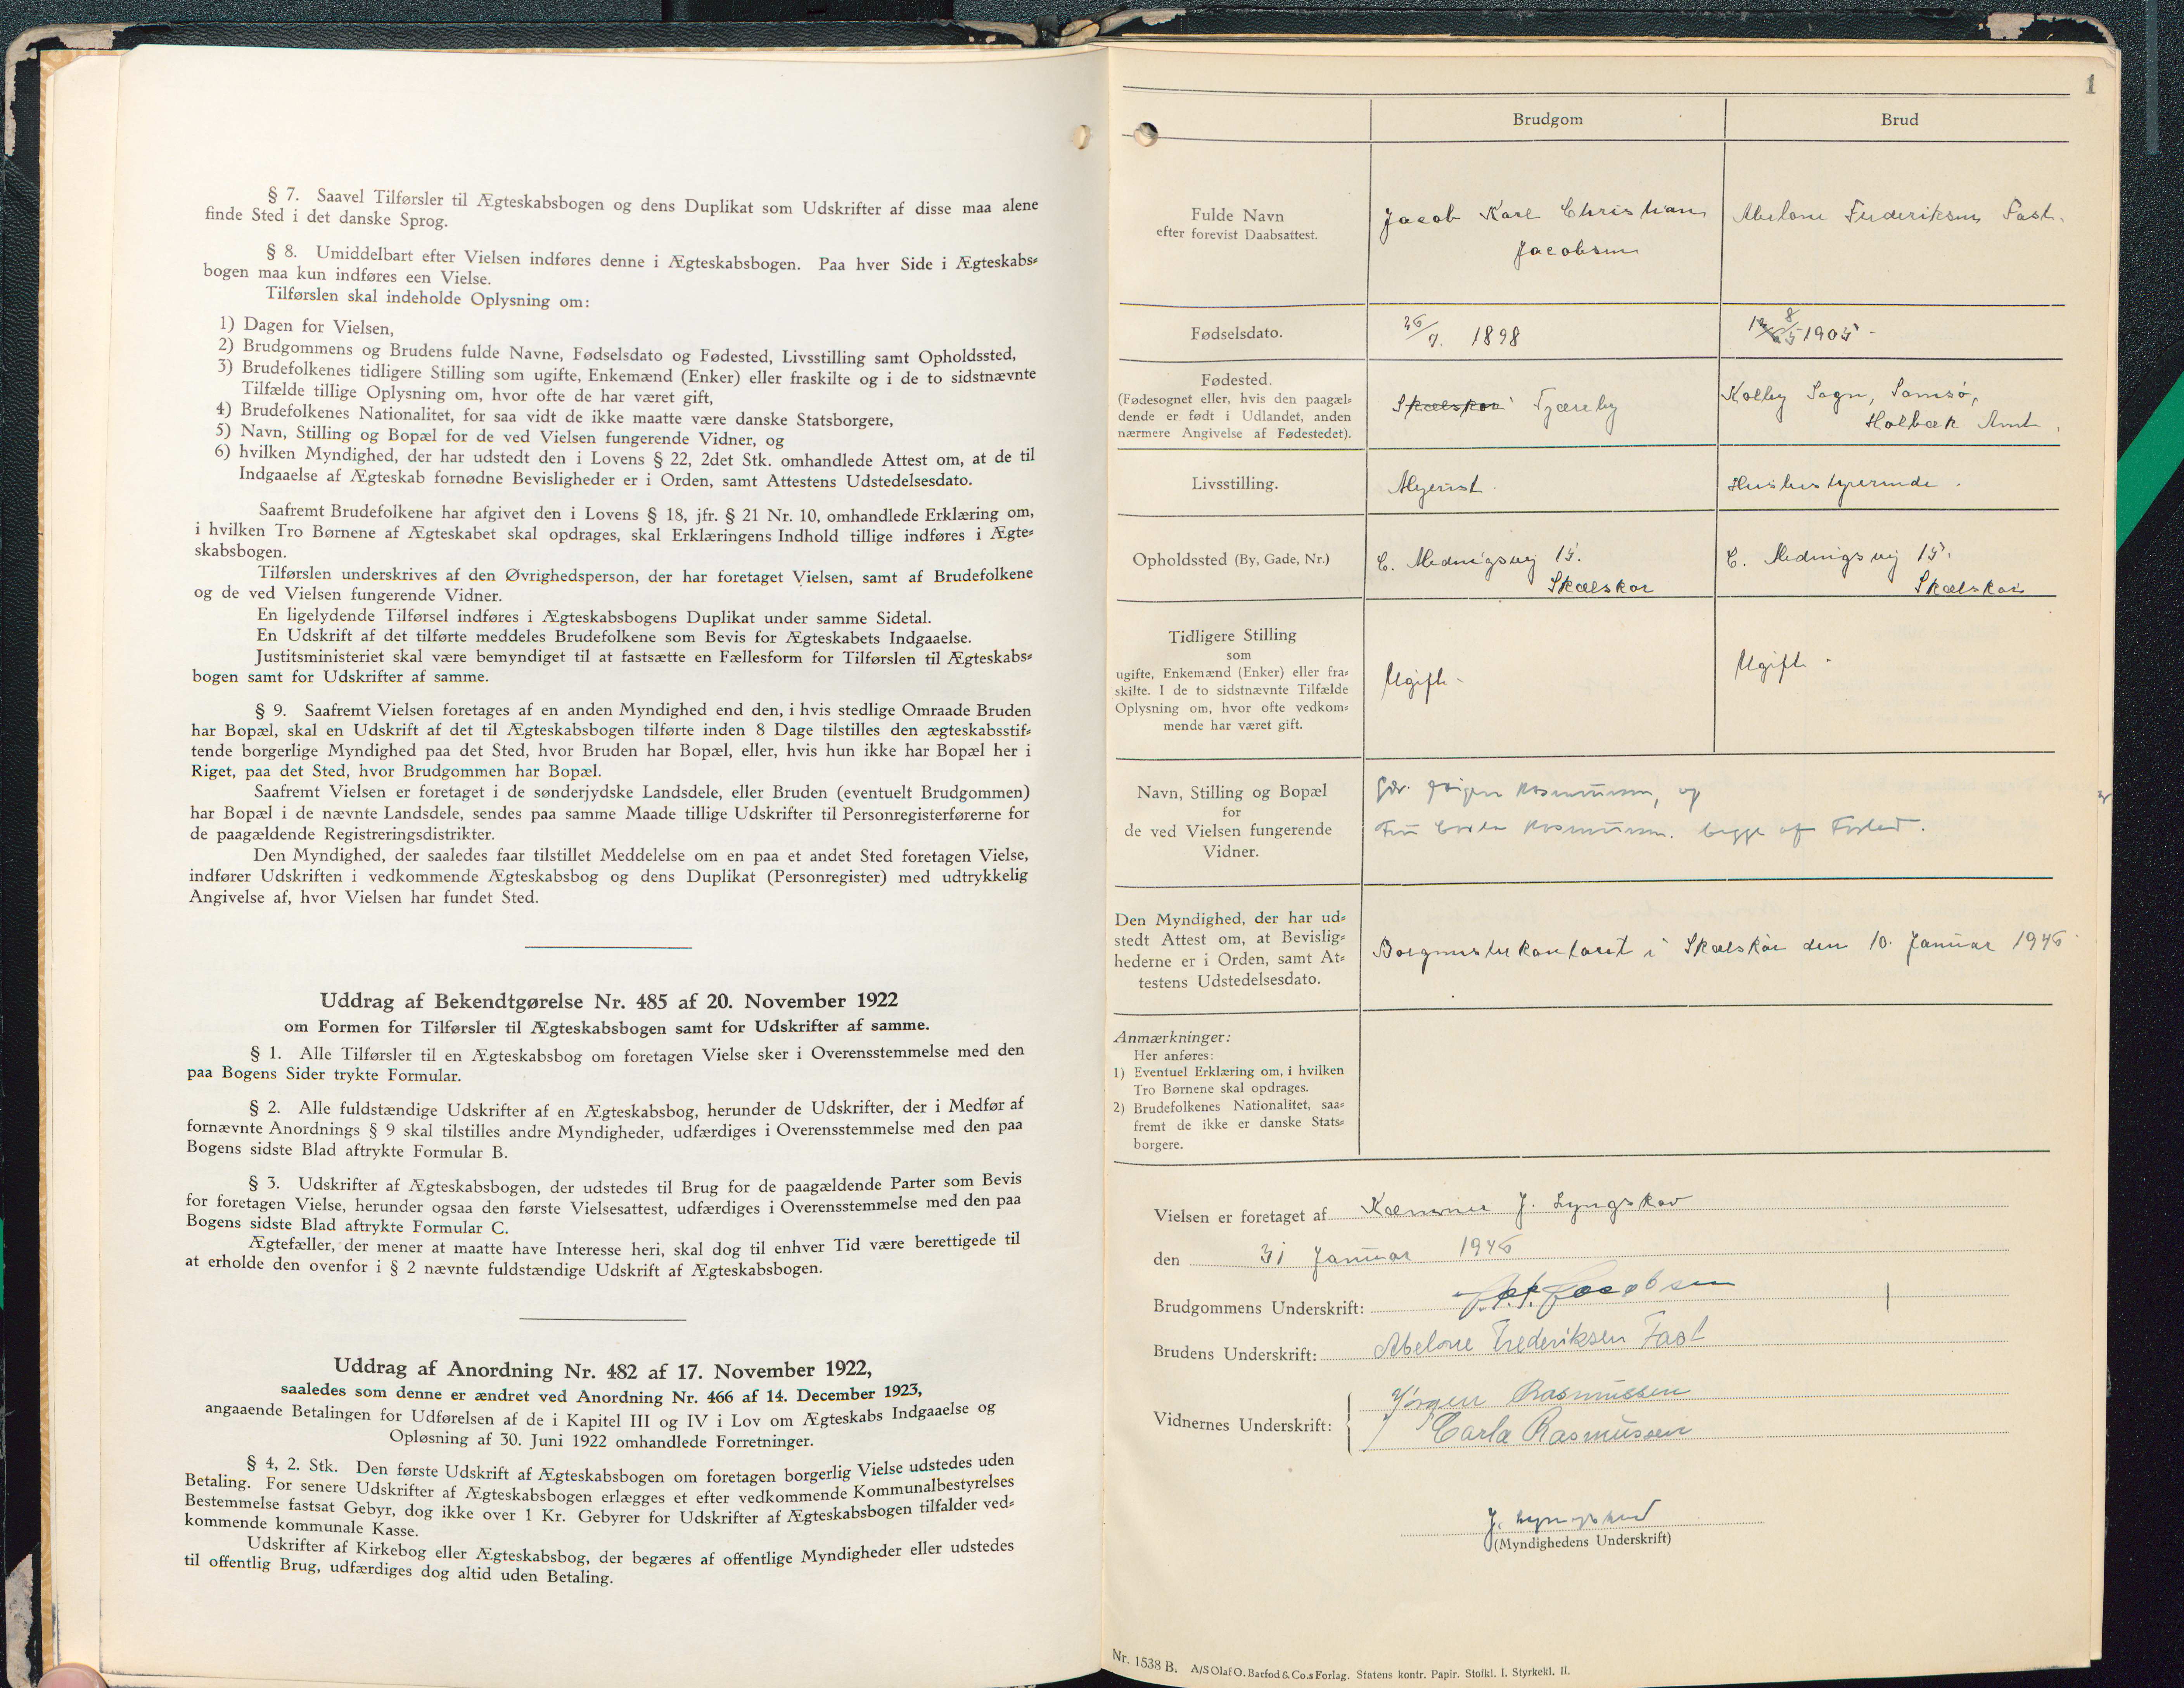 § 7. Saavel Tilførsler til Ægteskabsbogen og dens Duplikat som Udskrifter af disse maa alene
finde Sted i det danske Sprog.
§ 8. Umiddelbart efter Vielsen indføres denne i Ægteskabsbogen. Paa hver Side i Ægteskabs=
bogen maa kun indføres een Vielse.
Tilførslen skal indeholde Oplysning om:
1) Dagen for Vielsen,
2) Brudgommens og Brudens fulde Navne, Fødselsdato og Fødested, Livsstilling samt Opholdssted,
3) Brudefolkenes tidligere Stilling som ugifte, Enkemænd (Enker) eller fraskilte og i de to sidstnævnte
Tilfælde tillige Oplysning om, hvor ofte de har været gift,
4) Brudefolkenes Nationalitet, for saa vidt de ikke maatte være danske Statsborgere,
5) Navn, Stilling og Bopæl for de ved Vielsen fungerende Vidner, og
6) hvilken Myndighed, der har udstedt den i Lovens § 22, 2det Stk. omhandlede Attest om, at de til
Indgaaelse af Ægteskab fornødne Bevisligheder er i Orden, samt Attestens Udstedelsesdato.
Saafremt Brudefolkene har afgivet den i Lovens § 18, jfr. § 21 Nr. 10, omhandlede Erklæring om,
i hvilken Tro Børnene af Ægteskabet skal opdrages, skal Erklæringens Indhold tillige indføres i Ægte=
skabsbogen.
Tilførslen underskrives af den Øvrighedsperson, der har foretaget Vielsen, samt af Brudefolkene
og de ved Vielsen fungerende Vidner.
En ligelydende Tilførsel indføres i Ægteskabsbogens Duplikat under samme Sidetal.
En Udskrift af det tilførte meddeles Brudefolkene som Bevis for Ægteskabets Indgaaelse.
Justitsministeriet skal være bemyndiget til at fastsætte en Fællesform for Tilførslen til Ægteskabs=
bogen samt for Udskrifter af samme.
§ 9. Saafremt Vielsen foretages af en anden Myndighed end den, i hvis stedlige Omraade Bruden
har Bopæl, skal en Udskrift af det til Ægteskabsbogen tilførte inden 8 Dage tilstilles den ægteskabsstif=
tende borgerlige Myndighed paa det Sted, hvor Bruden har Bopæl, eller, hvis hun ikke har Bopæl her i
Riget, paa det Sted, hvor Brudgommen har Bopæl.
Saafremt Vielsen er foretaget i de sønderjydske Landsdele, eller Bruden (eventuelt Brudgommen)
har Bopæl i de nævnte Landsdele, sendes paa samme Maade tillige Udskrifter til Personregisterførerne for
de paagældende Registreringsdistrikter.
Den Myndighed, der saaledes faar tilstillet Meddelelse om en paa et andet Sted foretagen Vielse,
indfører Udskriften i vedkommende Ægteskabsbog og dens Duplikat (Personregister) med udtrykkelig
Angivelse af, hvor Vielsen har fundet Sted.
Uddrag af Bekendtgørelse Nr. 485 af 20. November 1922
om Formen for Tilførsler til Ægteskabsbogen samt for Udskrifter af samme.
§ 1. Alle Tilførsler til en Ægteskabsbog om foretagen Vielse sker i Overensstemmelse med den
paa Bogens Sider trykte Formular.
§ 2. Alle fuldstændige Udskrifter af en Ægteskabsbog, herunder de Udskrifter, der i Medfør af
fornævnte Anordnings § 9 skal tilstilles andre Myndigheder, udfærdiges i Overensstemmelse med den paa
Bogens sidste Blad aftrykte Formular B.
§ 3. Udskrifter af Ægteskabsbogen, der udstedes til Brug for de paagældende Parter som Bevis
for foretagen Vielse, herunder ogsaa den første Vielsesattest, udfærdiges i Overensstemmelse med den paa
Bogens sidste Blad aftrykte Formular C.
Ægtefæller, der mener at maatte have Interesse heri, skal dog til enhver Tid være berettigede til
at erholde den ovenfor i § 2 nævnte fuldstændige Udskrift af Ægteskabsbogen.
Uddrag af Anordning Nr. 482 af 17. November 1922,
saaledes som denne er ændret ved Anordning Nr. 466 af 14. December 1923,
angaaende Betalingen for Udførelsen af de i Kapitel III og IV i Lov om Ægteskabs Indgaaelse og
Opløsning af 30. Juni 1922 omhandlede Forretninger.
§ 4, 2. Stk. Den første Udskrift af Ægteskabsbogen om foretagen borgerlig Vielse udstedes uden
Betaling. For senere Udskrifter af Ægteskabsbogen erlægges et efter vedkommende Kommunalbestyrelses
Bestemmelse fastsat Gebyr, dog ikke over 1 Kr. Gebyrer for Udskrifter af Ægteskabsbogen tilfalder ved=
kommende kommunale Kasse.
Udskrifter af Kirkebog eller Ægteskabsbog, der begæres af offentlige Myndigheder eller udstedes
til offentlig Brug, udfærdiges dog altid uden Betaling.
1
Brudgom
Brud
Fulde Navn
efter forevist Daabsattest.
Jacob Karl Christian
Jacobsen
Abelone Frederiksen Fast.
Fødselsdato.
26/7. 1898
8/5 1905
Fødested.
(Fødesognet eller, hvis den paagæl=
dende er født i Udlandet, anden
nærmere Angivelse af Fødestedet).
Skælskør Tjæreby
Kolby Sogn, Samsø,
Holbæk Amt.
Livsstilling.
Mejerist.
Husbestyrerinde.
Opholdssted (By, Gade, Nr.)
C. Medningsvej 15.
Skælskør
C. Medningsvej 15.
Skælskør
Tidligere Stilling
som
ugifte, Enkemænd (Enker) eller fra=
skilte. I de to sidstnævnte Tilfælde
Oplysning om, hvor ofte vedkom=
mende har været gift.
Ugift.
Ugift.
Navn, Stilling og Bopæl
for
de ved Vielsen fungerende
Vidner.
Gdr. Jørgen Rasmussen, og
Fru Carla Rasmussen. begge af
Den Myndighed, der har ud=
stedt Attest om, at Bevislig=
hederne er i Orden, samt At=
testens Udstedelsesdato.
Borgmesterkontoret i Skælskør den 10. Januar 1946
Anmærkninger:
Her anføres:
1) Eventuel Erklæring om, i hvilken
Tro Børnene skal opdrages.
2) Brudefolkenes Nationalitet, saa=
fremt de ikke er danske Stats=
borgere.
Vielsen er foretaget af Kæmner J. Lyngskov
den 31 Januar 1946
Brudgommens Underskrift: Jacobsen
Brudens Underskrift: Abelone Frederiksen Fast
Vidnernes Underskrift:
Jørgen Rasmussen
Carla Rasmussen
J. Lyngskov
(Myndighedens Underskrift)
Nr. 1538 B. A/S Olaf O. Barfod & Co.s Forlag. Statens kontr. Papir. Stofkl. I. Styrkekl. II.